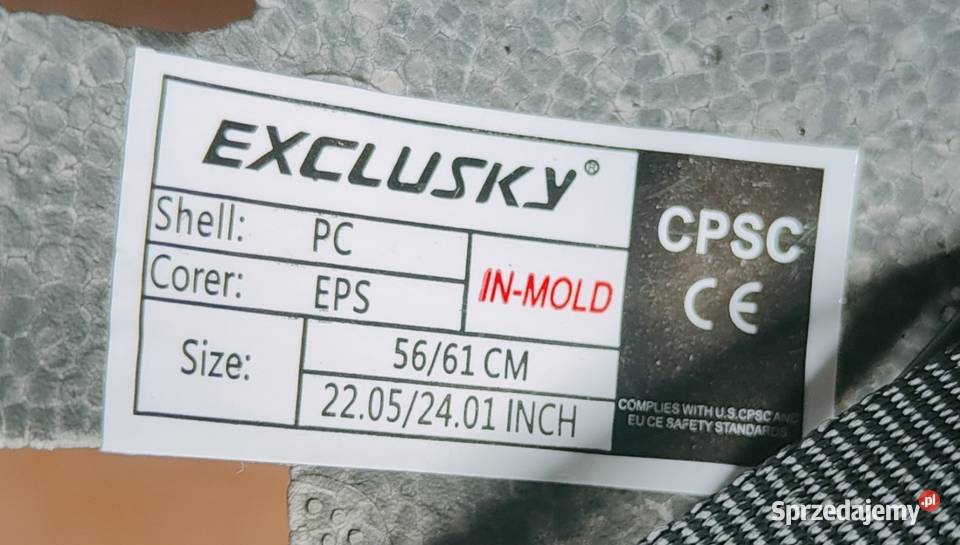 EXCLUSKY®
Shell: PC
Corer: EPS
IN-MOLD
Size: 56/61 CM
22.05/24.01 INCH
CPSC
CE
COMPLIES WITH U.S.CPSC AND
EU CE SAFETY STANDARDS
Sprzedajemy.pl